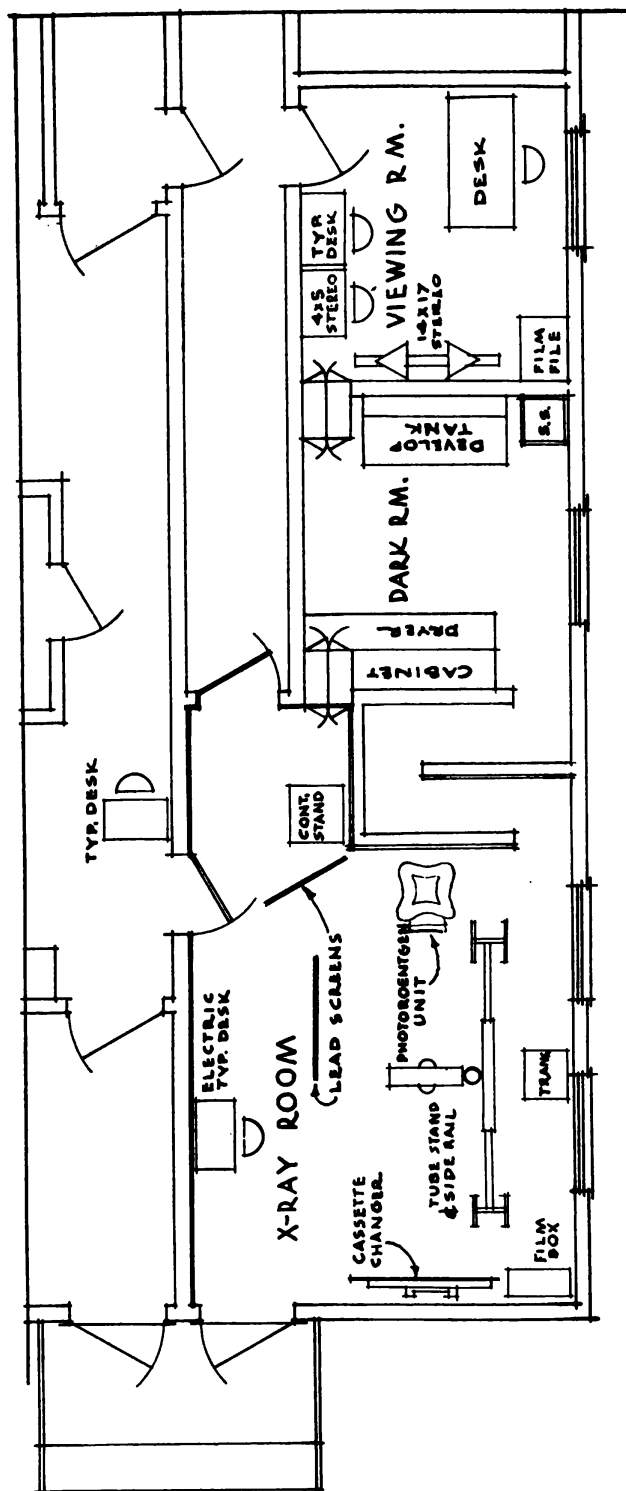 TYP. DESK
ELECTRIC
TYP. DESK
X-RAY ROOM
LEAD SCREENS
CONT.
STAND
CASSETTE
CHANGER
TUBE STAND
& SIDE RAIL
PHOTOROENTGEN
UNIT
FILM
BOX
TRANS
CABINET
DRYER
DARK RM.
DEVELOP
TANK
S.S.
4X5
STEREO
TYP.
DESK
VIEWING RM.
14X17
STEREO
FILM
FILE
DESK